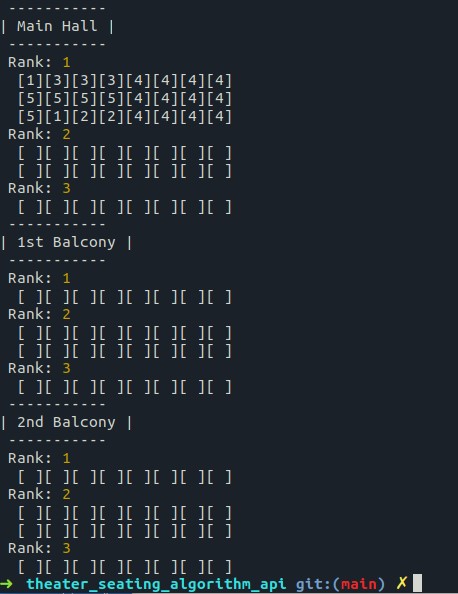 -----------
| Main Hall |
-----------
Rank: 1
[1][3][3][3][4][4][4][4]
[5][5][5][5][4][4][4][4]
[5][1][2][2][4][4][4][4]
Rank: 2
[ ][ ][ ][ ][ ][ ][ ][ ]
[ ][ ][ ][ ][ ][ ][ ][ ]
Rank: 3
[ ][ ][ ][ ][ ][ ][ ][ ]
-----------
| 1st Balcony |
-----------
Rank: 1
[ ][ ][ ][ ][ ][ ][ ][ ]
Rank: 2
[ ][ ][ ][ ][ ][ ][ ][ ]
[ ][ ][ ][ ][ ][ ][ ][ ]
Rank: 3
[ ][ ][ ][ ][ ][ ][ ][ ]
-----------
| 2nd Balcony |
-----------
Rank: 1
[ ][ ][ ][ ][ ][ ][ ][ ]
Rank: 2
[ ][ ][ ][ ][ ][ ][ ][ ]
[ ][ ][ ][ ][ ][ ][ ][ ]
Rank: 3
[ ][ ][ ][ ][ ][ ][ ][ ]
➜ theater_seating_algorithm_api git:(main) ✗